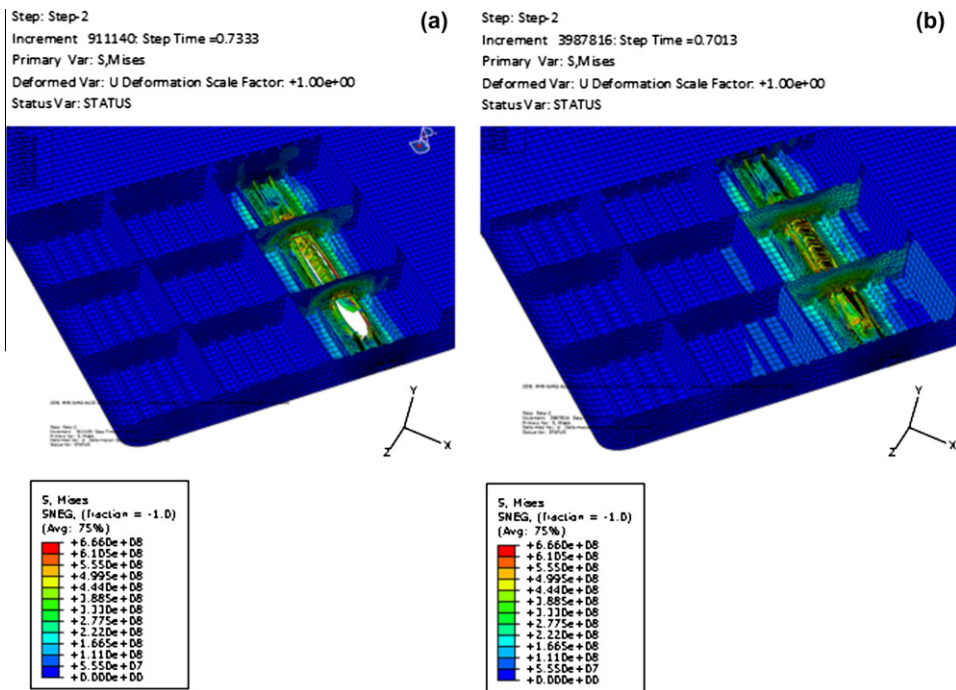 Step: Step-2
(a)
Increment 911140: Step Time =0.7333
Primary Var: S,Mises
Deformed Var: U Deformation Scale Factor: +1.00e+00
Status Var: STATUS
Y
X
Z
S, Mises
SNEG, (fraction = -1.0)
(Avg: 75%)
+6.660e+08
+6.105e+08
+5.550e+08
+4.995e+08
+4.440e+08
+3.885e+08
+3.330e+08
+2.775e+08
+2.220e+08
+1.665e+08
+1.110e+08
+5.550e+07
+0.000e+00
Step: Step-2
(b)
Increment 3987816: Step Time =0.7013
Primary Var: S,Mises
Deformed Var: U Deformation Scale Factor: +1.00e+00
Status Var: STATUS
Y
X
Z
S, Mises
SNEG, (fraction = -1.0)
(Avg: 75%)
+6.660e+08
+6.105e+08
+5.550e+08
+4.995e+08
+4.440e+08
+3.885e+08
+3.330e+08
+2.775e+08
+2.220e+08
+1.665e+08
+1.110e+08
+5.550e+07
+0.000e+00